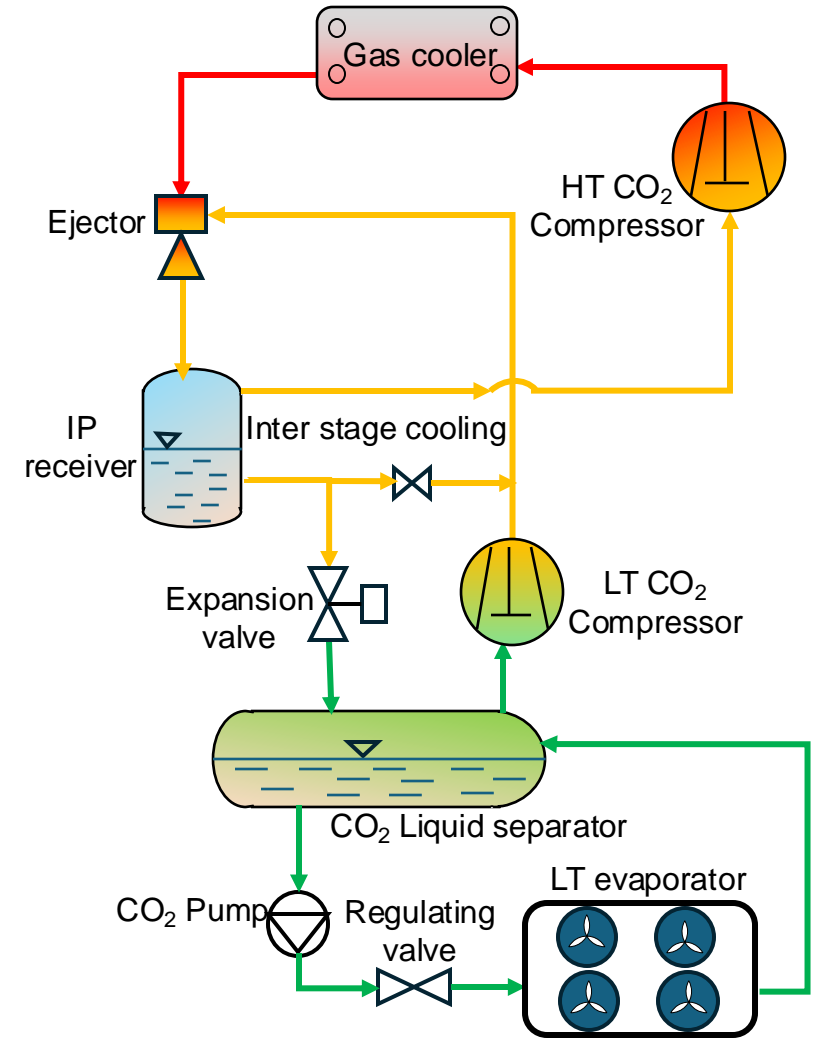 Gas cooler
HT CO₂
Compressor
Ejector
IP
receiver
Inter stage cooling
Expansion
valve
LT CO₂
Compressor
CO₂ Liquid separator
LT evaporator
CO₂ Pump
Regulating
valve